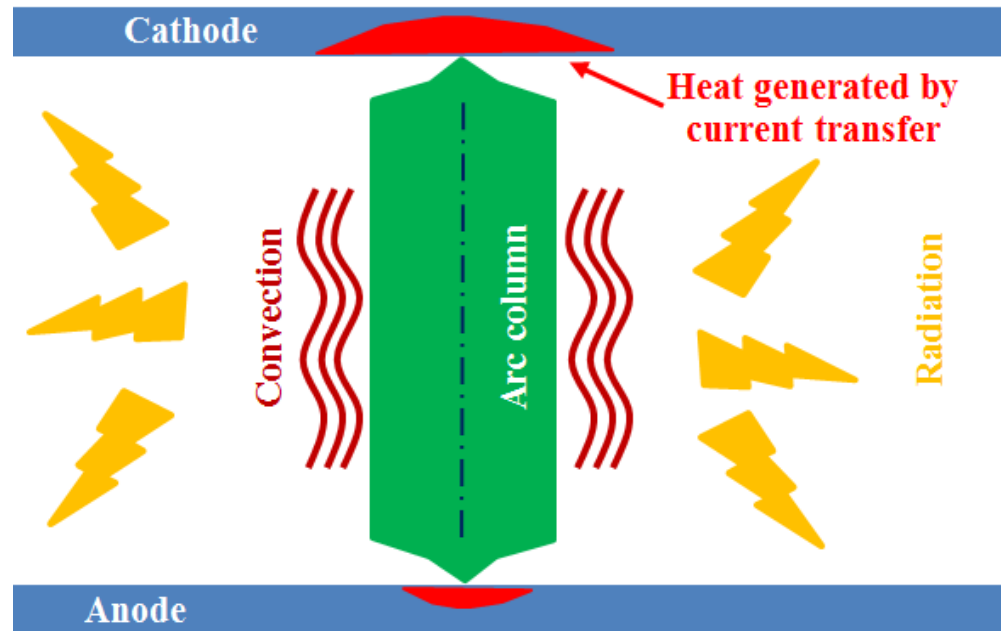 Cathode
Heat generated by
current transfer
Convection
Arc column
Radiation
Anode